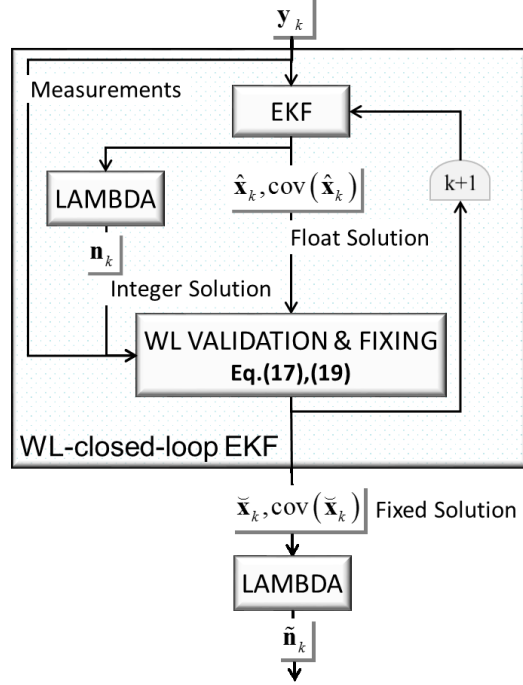 y_k
Measurements
EKF
LAMBDA
x̂_k, cov(x̂_k)
k+1
n_k
Float Solution
Integer Solution
WL VALIDATION & FIXING
Eq.(17),(19)
WL-closed-loop EKF
x̆_k, cov(x̆_k)
Fixed Solution
LAMBDA
ñ_k